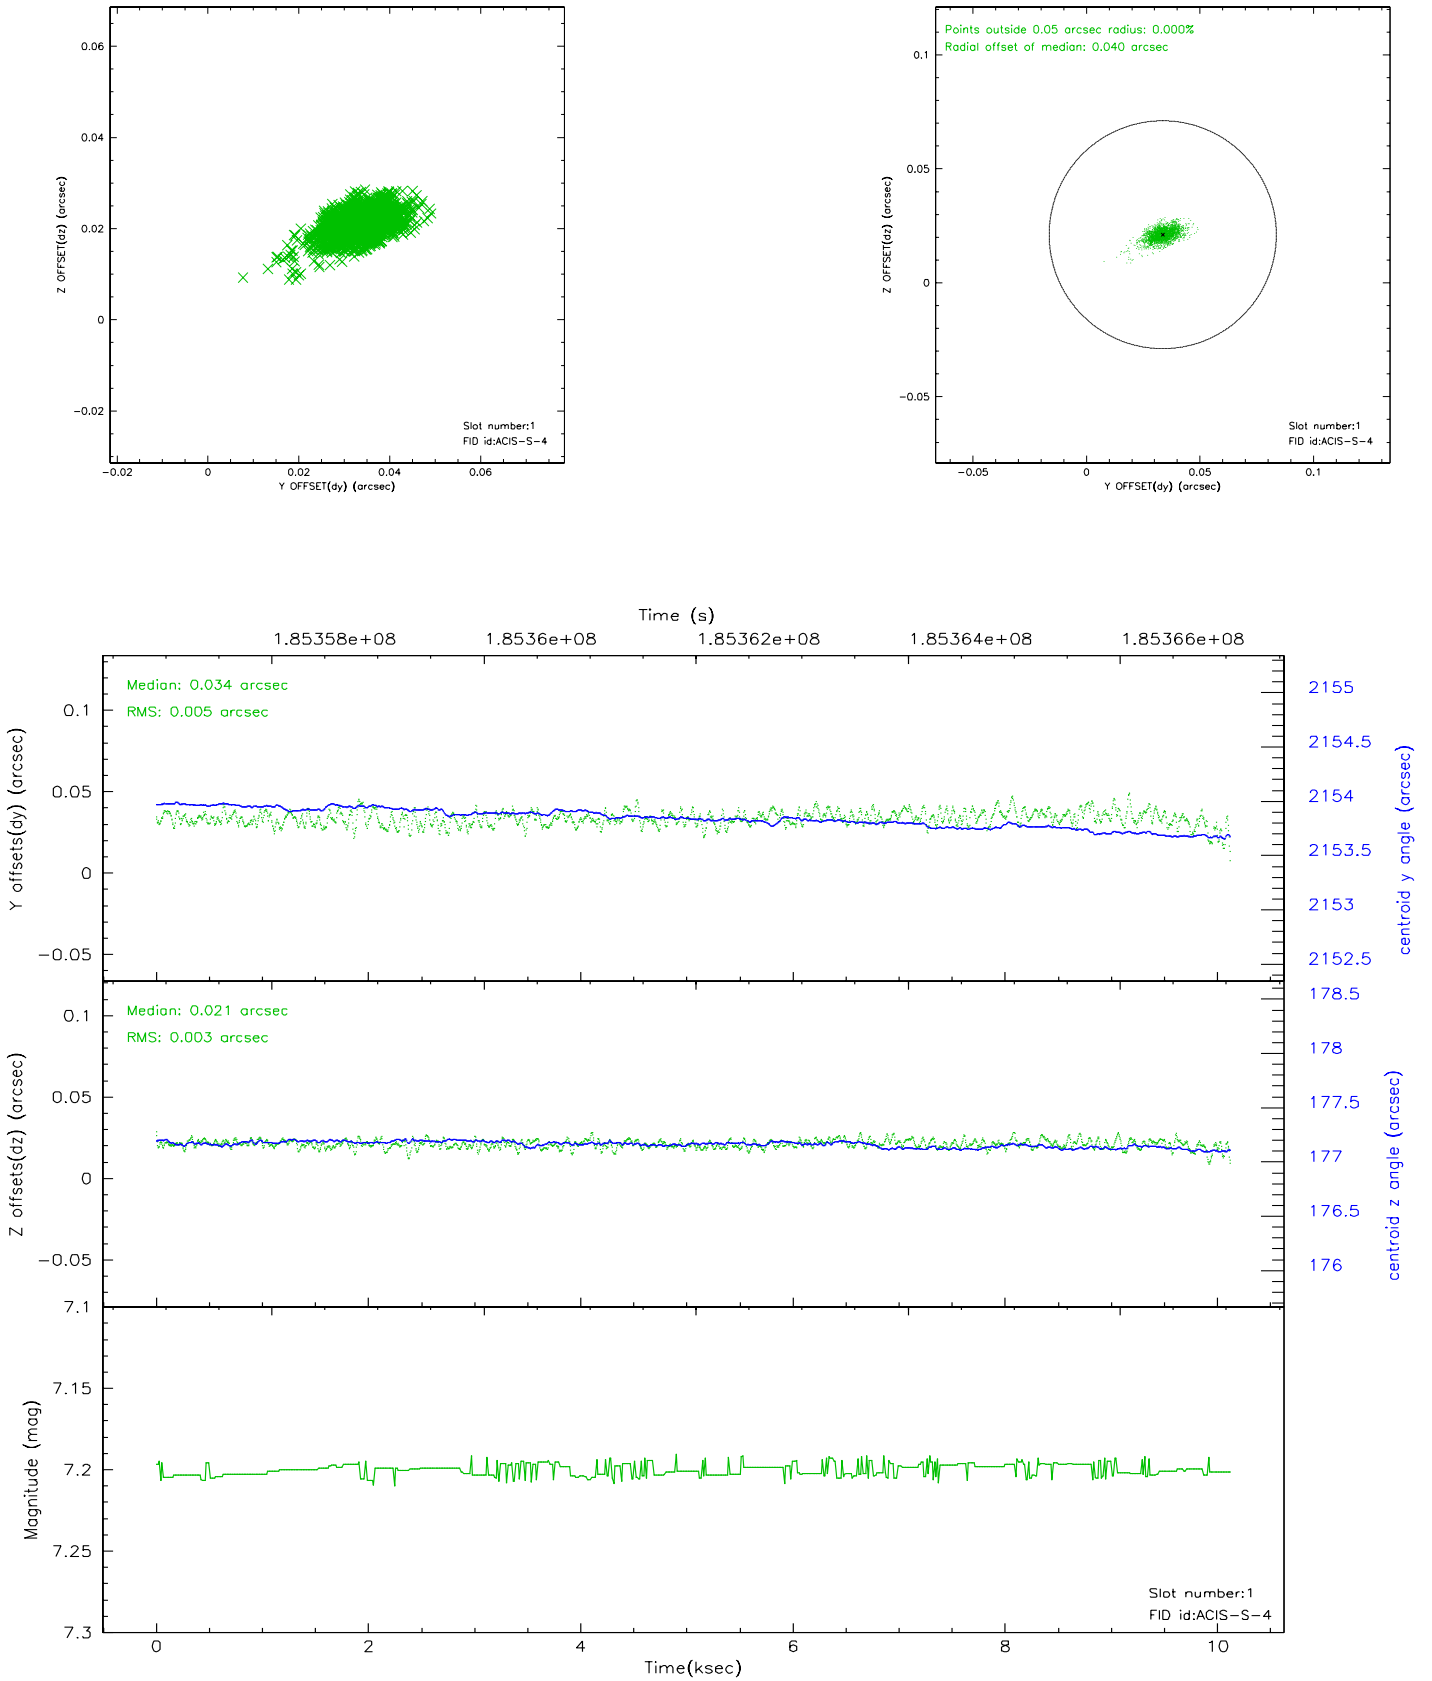 0.06
0.04
0.02
0
−0.02
Z OFFSET(dz) (arcsec)
Slot number:1
FID id:ACIS−S−4
−0.02 0 0.02 0.04 0.06
Y OFFSET(dy) (arcsec)
Points outside 0.05 arcsec radius: 0.000%
Radial offset of median: 0.040 arcsec
0.1
0.05
0
−0.05
Z OFFSET(dz) (arcsec)
Slot number:1
FID id:ACIS−S−4
−0.05 0 0.05 0.1
Y OFFSET(dy) (arcsec)
Time (s)
1.85358e+08 1.8536e+08 1.85362e+08 1.85364e+08 1.85366e+08
Median: 0.034 arcsec
RMS: 0.005 arcsec
0.1
0.05
0
−0.05
Y offsets(dy) (arcsec)
2155
2154.5
2154
2153.5
2153
2152.5
centroid y angle (arcsec)
Median: 0.021 arcsec
RMS: 0.003 arcsec
0.1
0.05
0
−0.05
Z offsets(dz) (arcsec)
178.5
178
177.5
177
176.5
176
centroid z angle (arcsec)
7.1
7.15
7.2
7.25
7.3
Magnitude (mag)
Slot number:1
FID id:ACIS−S−4
0 2 4 6 8 10
Time(ksec)